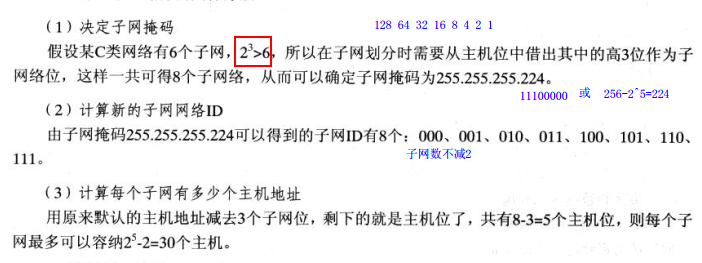 （1）决定子网掩码
128 64 32 16 8 4 2 1
假设某C类网络有6个子网，2³>6，所以在子网划分时需要从主机位中借出其中的高3位作为子
网络位，这样一共可得8个子网络，从而可以确定子网掩码为255.255.255.224。
11100000 或 256-2^5=224
（2）计算新的子网网络ID
由子网掩码255.255.255.224可以得到的子网ID有8个：000、001、010、011、100、101、110、
111。
子网数不减2
（3）计算每个子网有多少个主机地址
用原来默认的主机地址减去3个子网位，剩下的就是主机位了，共有8-3=5个主机位，则每个子
网最多可以容纳2⁵-2=30个主机。